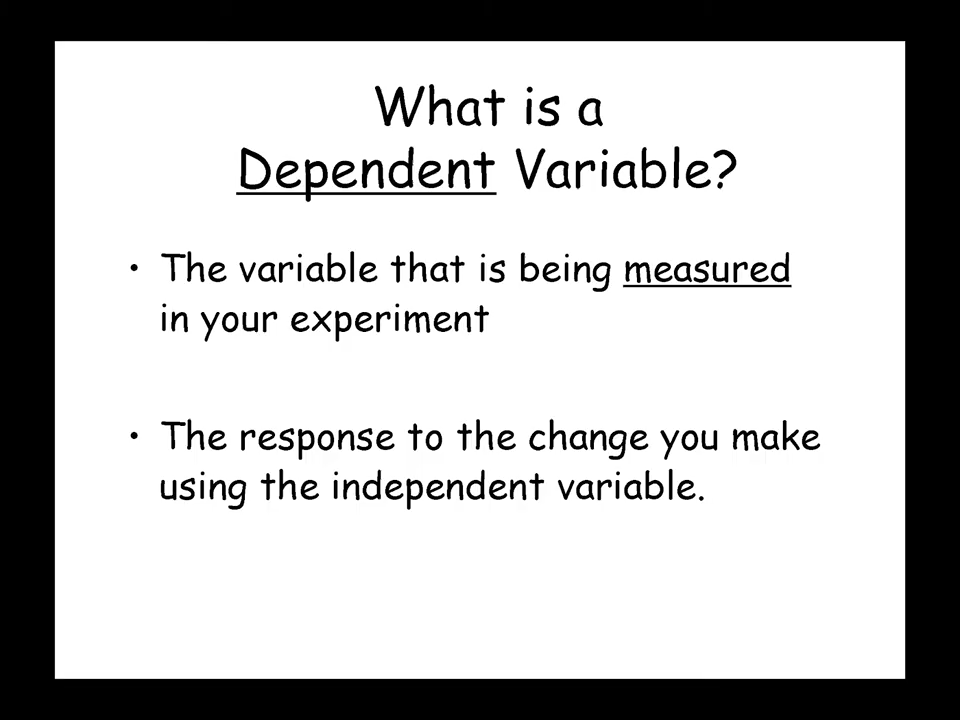 What is a
Dependent Variable?
• The variable that is being measured
in your experiment
• The response to the change you make
using the independent variable.